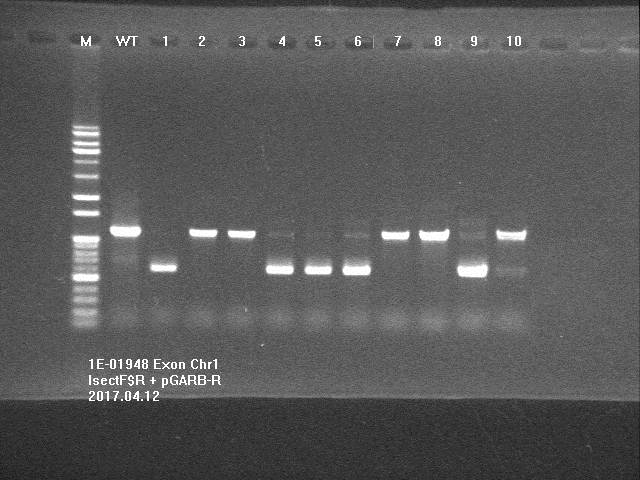 M WT 1 2 3 4 5 6 7 8 9 10
1E-01948 Exon Chr1
IsectF$R + pGARB-R
2017.04.12